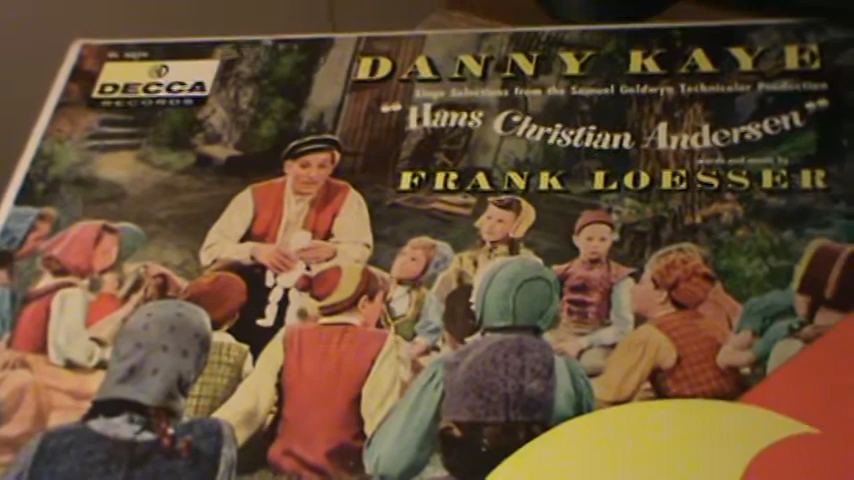 DECCA
RECORDS
DANNY KAYE
Sings Selections from the Samuel Goldwyn Technicolor Production
"Hans Christian Andersen"
words and music by
FRANK LOESSER